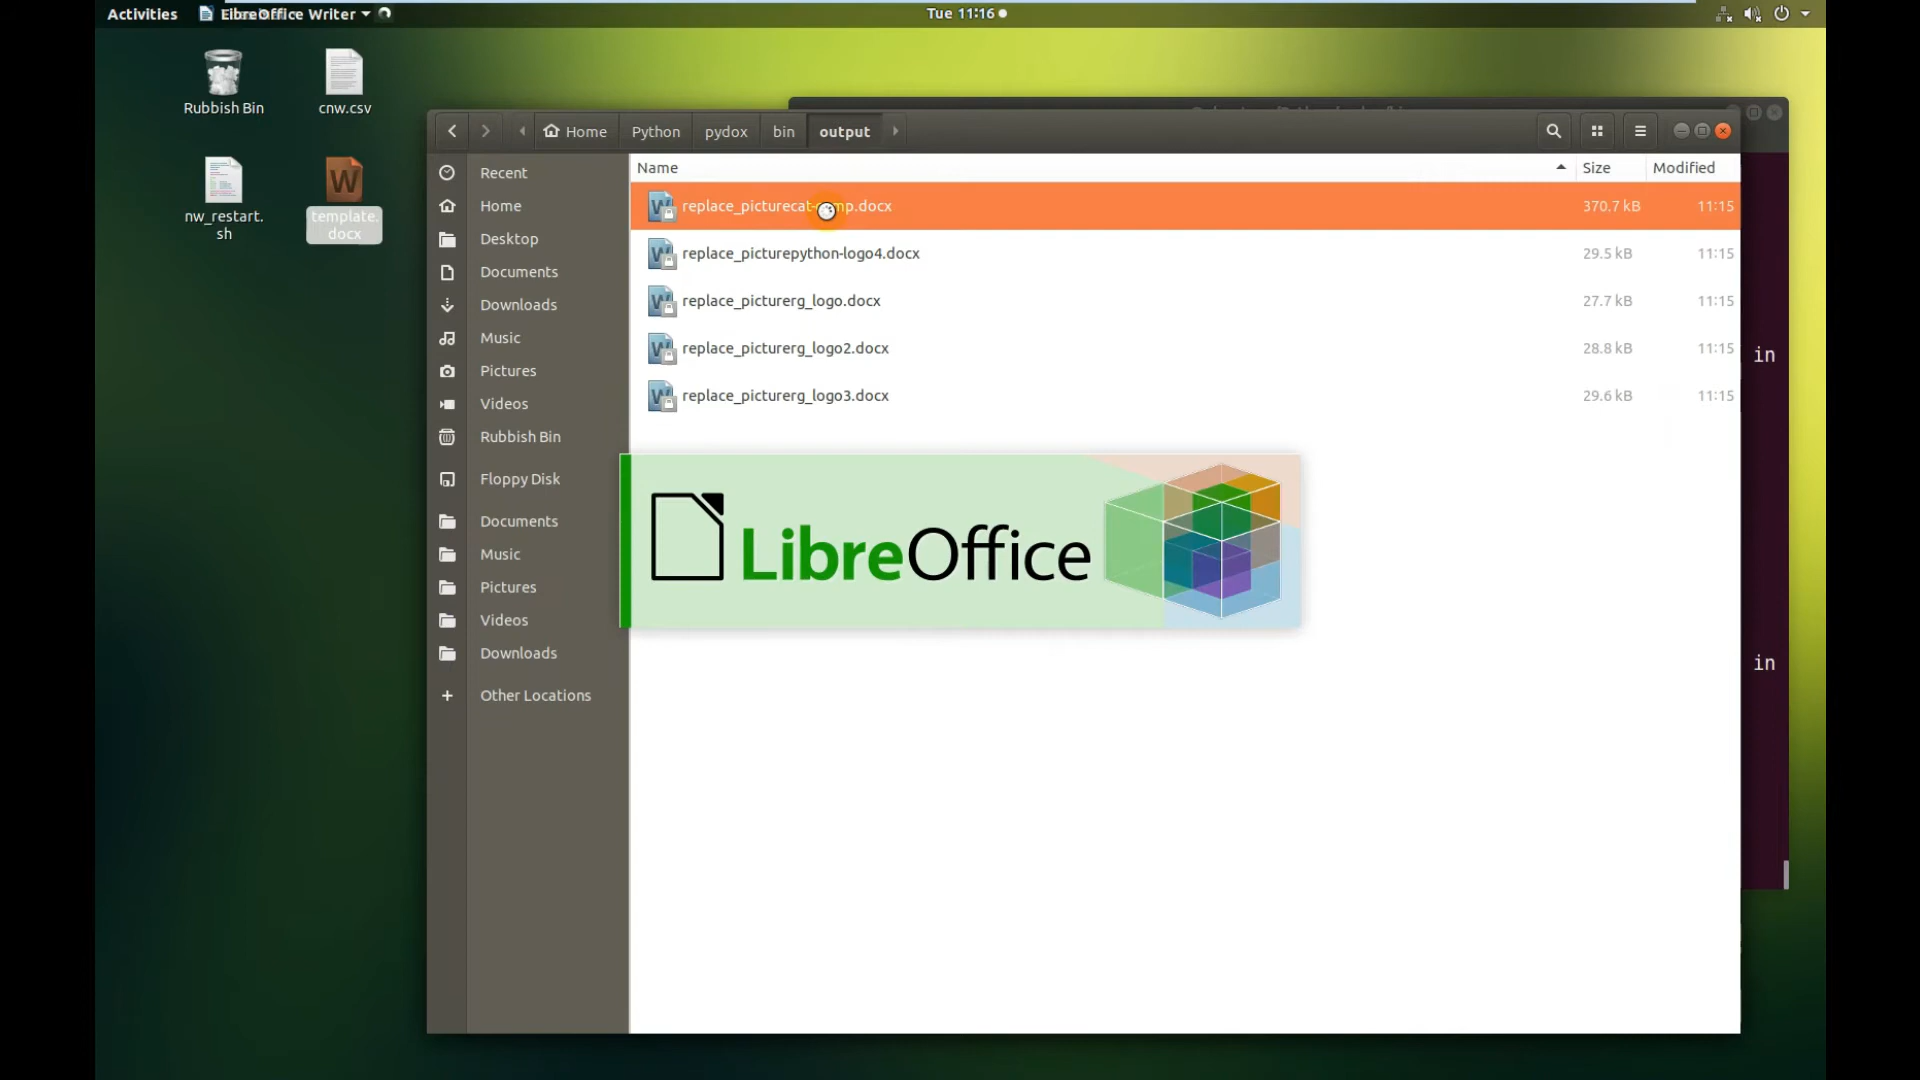 Activities
LibreOffice Writer
Tue 11:16
Rubbish Bin
cnw.csv
nw_restart.
sh
template.
docx
Home
Python
pydox
bin
output
Name
Size
Modified
Recent
Home
Desktop
Documents
Downloads
Music
Pictures
Videos
Rubbish Bin
Floppy Disk
Documents
Music
Pictures
Videos
Downloads
Other Locations
370.7 kB
11:15
replace_picturepython-logo4.docx
29.5 kB
11:15
replace_picturerg_logo.docx
27.7 kB
11:15
replace_picturerg_logo2.docx
28.8 kB
11:15
replace_picturerg_logo3.docx
29.6 kB
11:15
LibreOffice
in
in